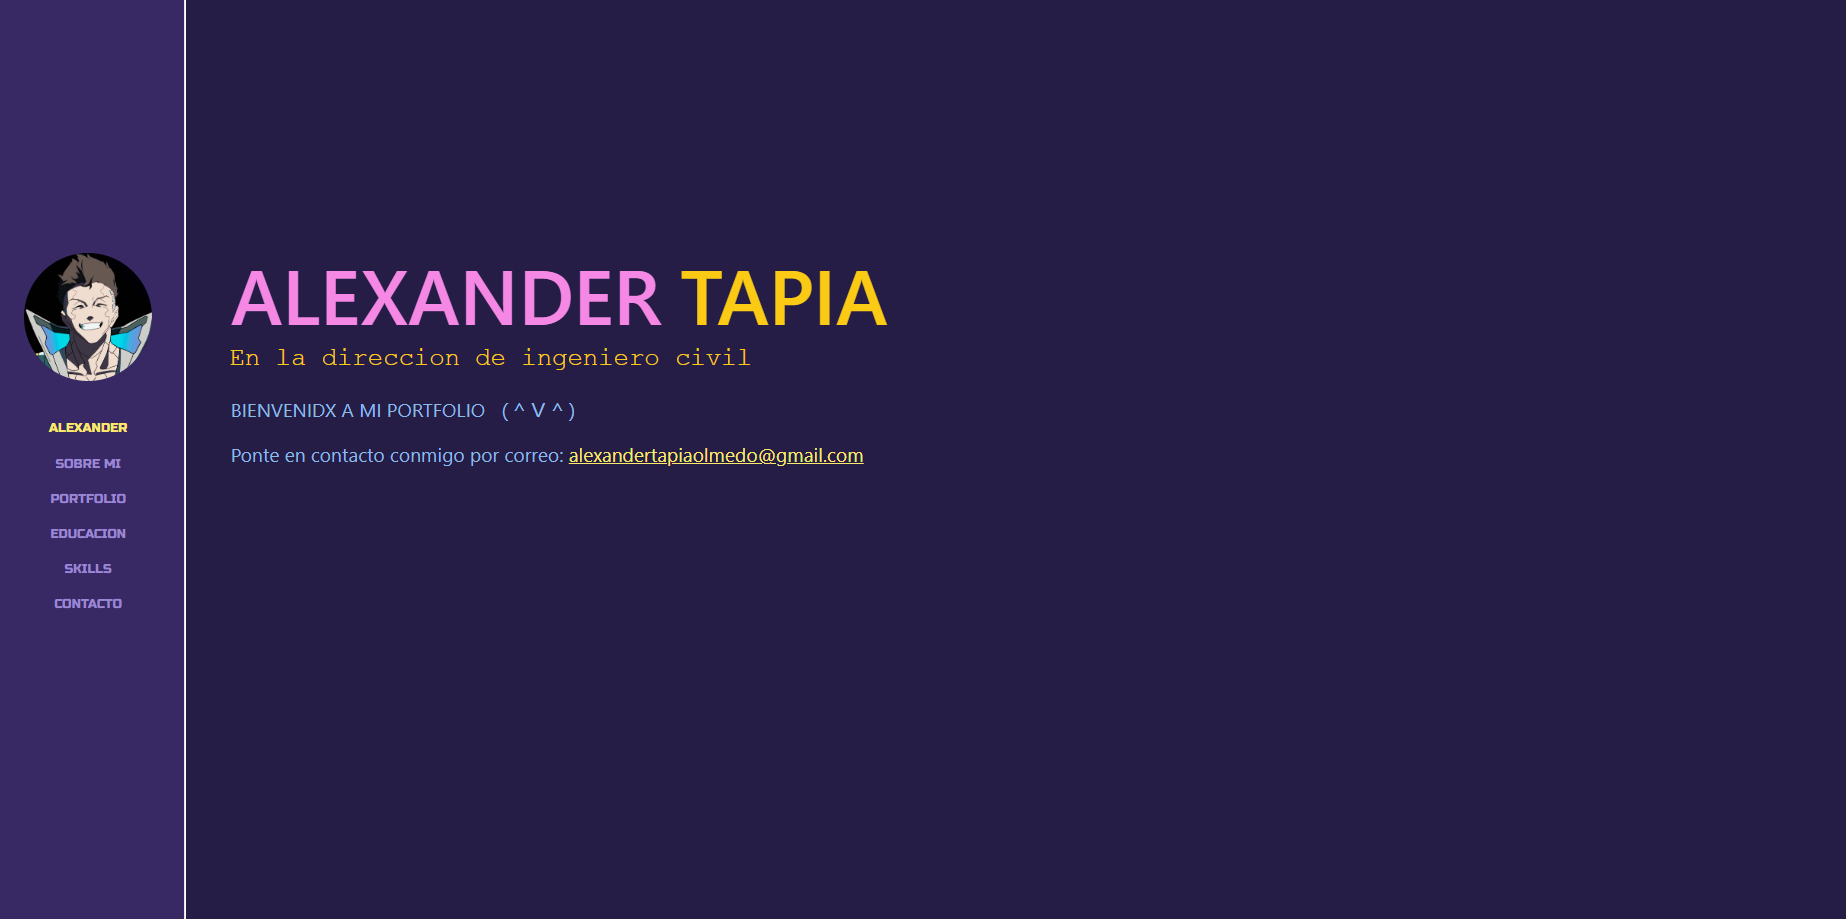 ALEXANDER
SOBRE MI
PORTFOLIO
EDUCACION
SKILLS
CONTACTO
ALEXANDER TAPIA
En la direccion de ingeniero civil
BIENVENIDX A MI PORTFOLIO ( ^ V ^ )
Ponte en contacto conmigo por correo: alexandertapiaolmedo@gmail.com